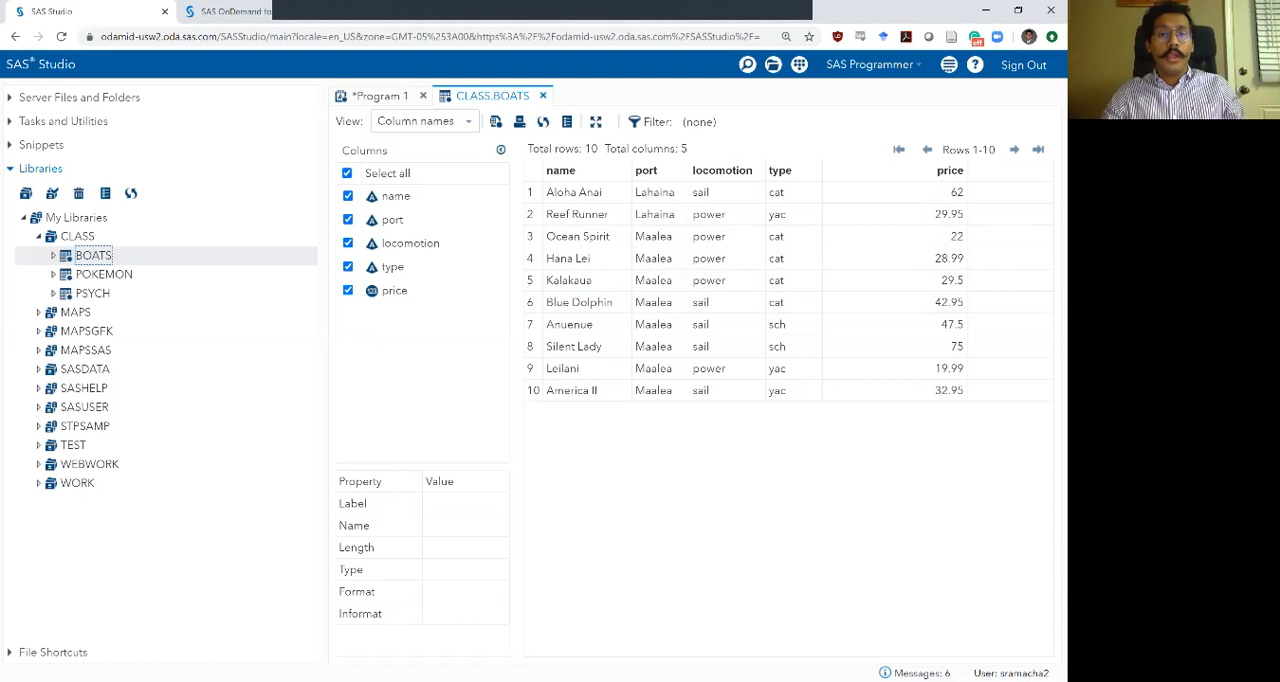 SAS Studio
SAS OnDemand fo
odamid-usw2.oda.sas.com/SASStudio/main?locale=en_US&zone=GMT-05%253A00&https%3A%2F%2Fodamid-usw2.oda.sas.com%2FSASStudio%2F=
SAS® Studio
SAS Programmer
Sign Out
Server Files and Folders
Tasks and Utilities
Snippets
Libraries
My Libraries
CLASS
BOATS
POKEMON
PSYCH
MAPS
MAPSGFK
MAPSSAS
SASDATA
SASHELP
SASUSER
STPSAMP
TEST
WEBWORK
WORK
File Shortcuts
*Program 1
CLASS.BOATS
View: Column names
Filter: (none)
Columns
Select all
name
port
locomotion
type
price
Property Value
Label
Name
Length
Type
Format
Informat
Total rows: 10 Total columns: 5
Rows 1-10
name port locomotion type price
1 Aloha Anai Lahaina sail cat 62
2 Reef Runner Lahaina power yac 29.95
3 Ocean Spirit Maalea power cat 22
4 Hana Lei Maalea power cat 28.99
5 Kalakaua Maalea power cat 29.5
6 Blue Dolphin Maalea sail cat 42.95
7 Anuenue Maalea sail sch 47.5
8 Silent Lady Maalea sail sch 75
9 Leilani Maalea power yac 19.99
10 America II Maalea sail yac 32.95
Messages: 6
User: sramacha2